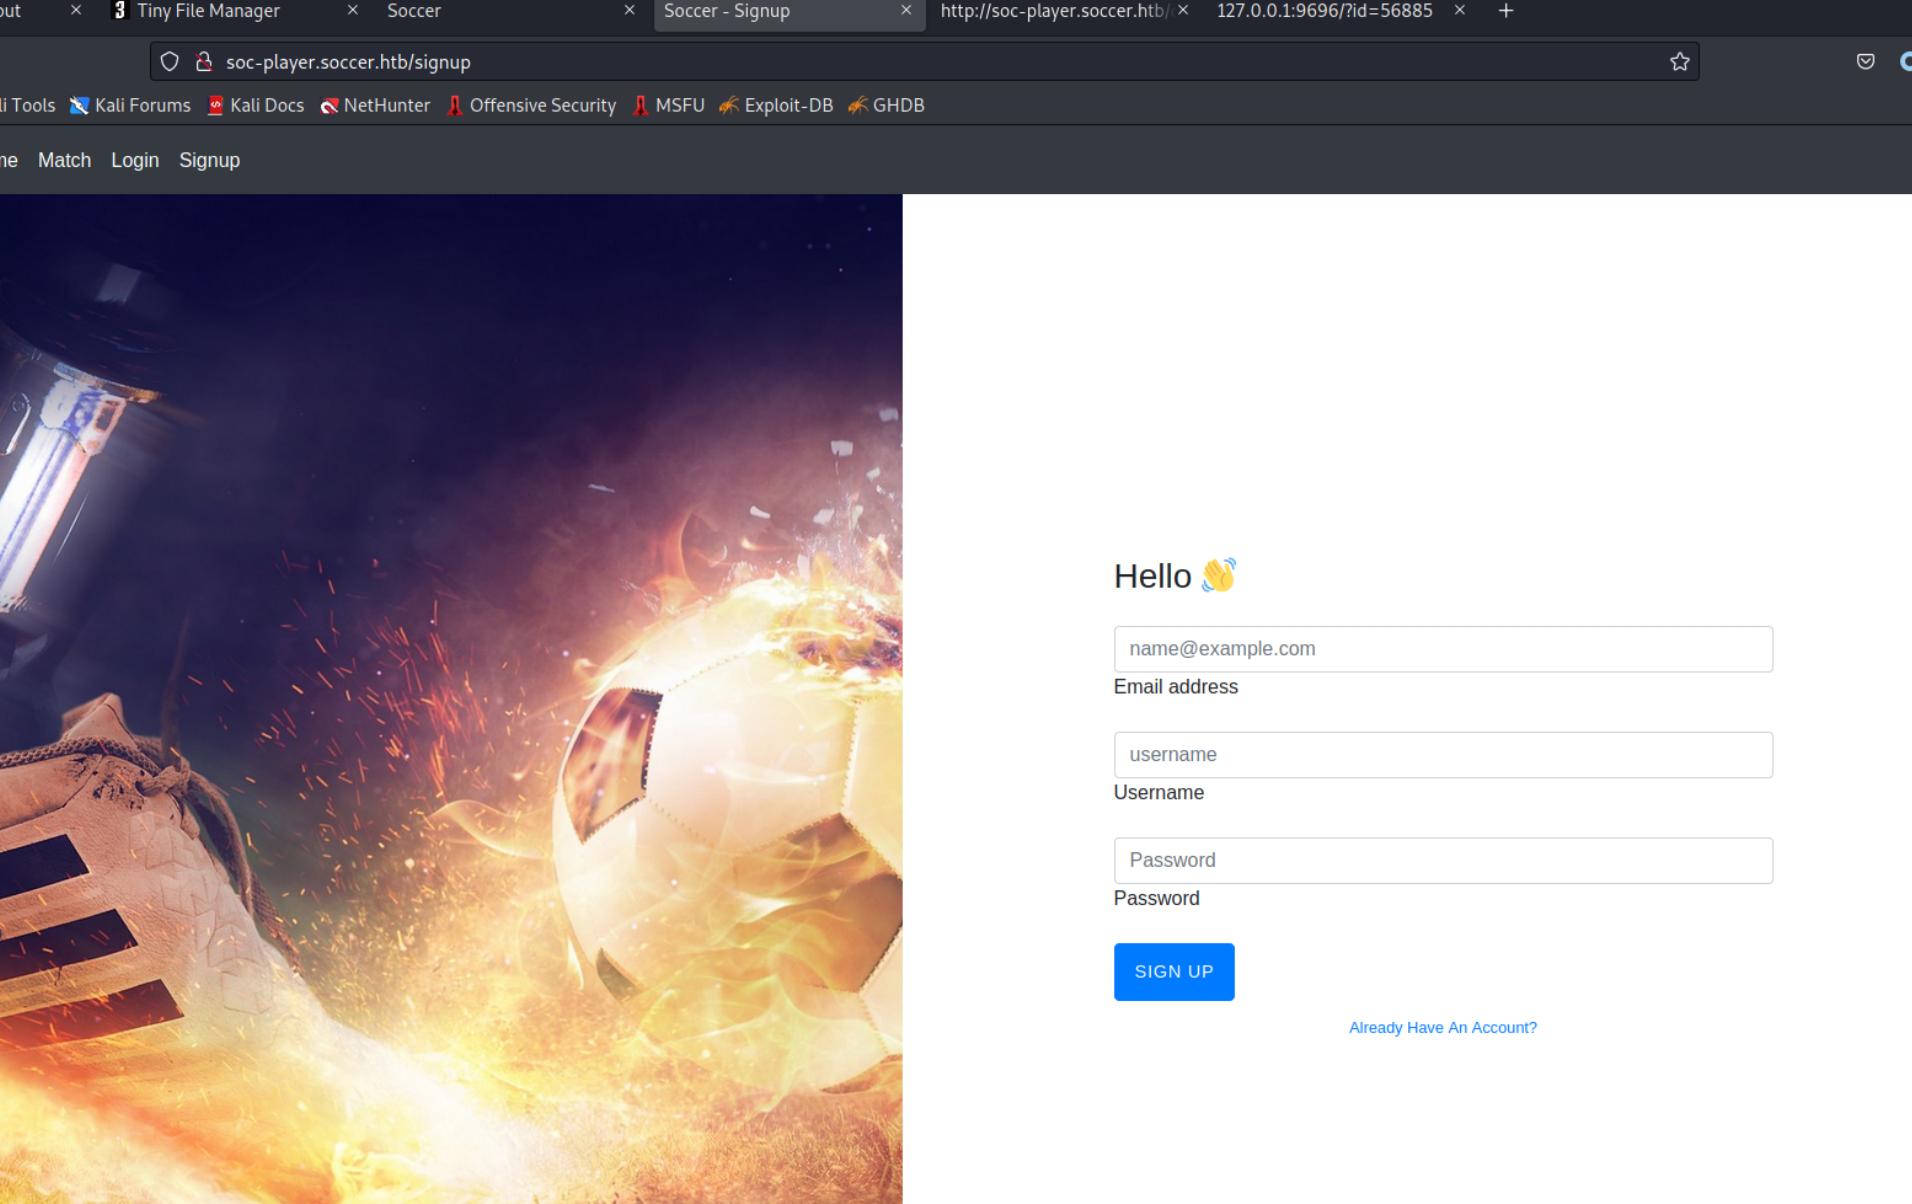 out × Tiny File Manager × Soccer × Soccer - Signup × http://soc-player.soccer.htb/ × 127.0.0.1:9696/?id=56885 × +
soc-player.soccer.htb/signup
li Tools Kali Forums Kali Docs NetHunter Offensive Security MSFU Exploit-DB GHDB
me Match Login Signup
Hello 👋
name@example.com
Email address
username
Username
Password
Password
SIGN UP
Already Have An Account?